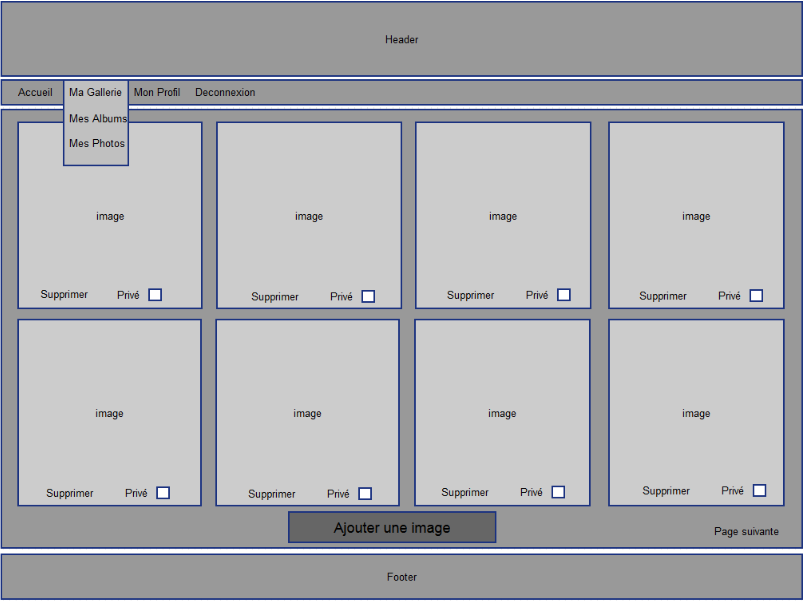 Header
Accueil Ma Gallerie Mon Profil Deconnexion
Mes Albums
Mes Photos
image image image image
Supprimer Privé Supprimer Privé Supprimer Privé Supprimer Privé
image image image image
Supprimer Privé Supprimer Privé Supprimer Privé Supprimer Privé
Ajouter une image
Page suivante
Footer